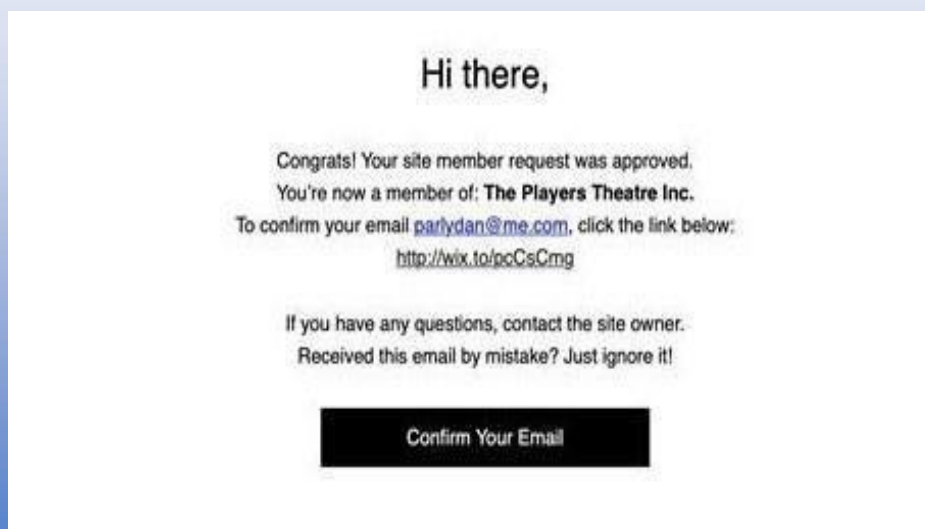 Hi there,
Congrats! Your site member request was approved.
You're now a member of: The Players Theatre Inc.
To confirm your email parlydan@me.com, click the link below:
http://wix.to/pcCsCmg
If you have any questions, contact the site owner.
Received this email by mistake? Just ignore it!
Confirm Your Email